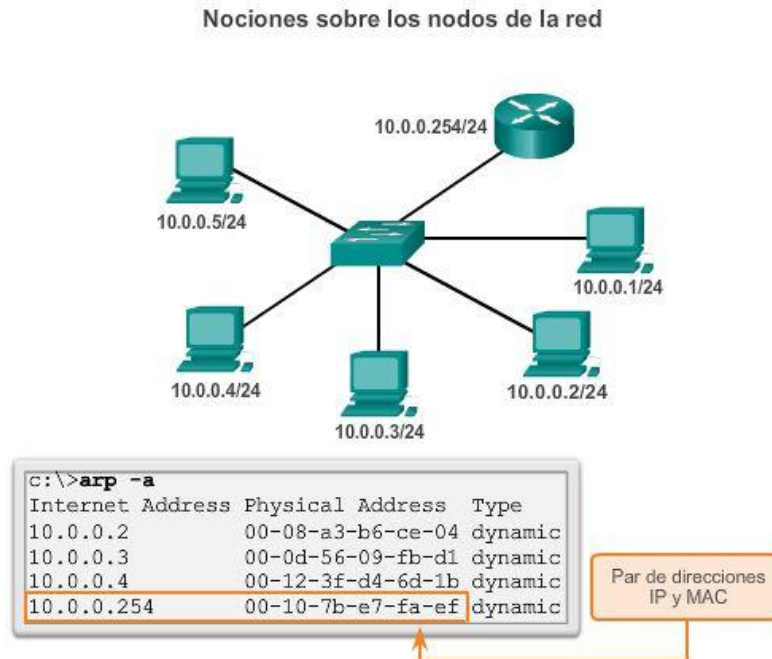 Nociones sobre los nodos de la red
10.0.0.254/24
10.0.0.5/24
10.0.0.1/24
10.0.0.4/24
10.0.0.2/24
10.0.0.3/24
c:\>arp -a
Internet Address Physical Address Type
10.0.0.2 00-08-a3-b6-ce-04 dynamic
10.0.0.3 00-0d-56-09-fb-d1 dynamic
10.0.0.4 00-12-3f-d4-6d-1b dynamic
10.0.0.254 00-10-7b-e7-fa-ef dynamic
Par de direcciones
IP y MAC